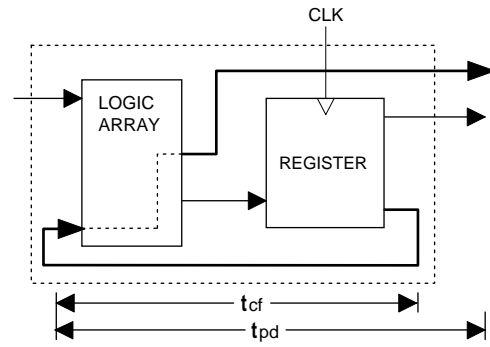 CLK
LOGIC
ARRAY
REGISTER
tcf
tpd